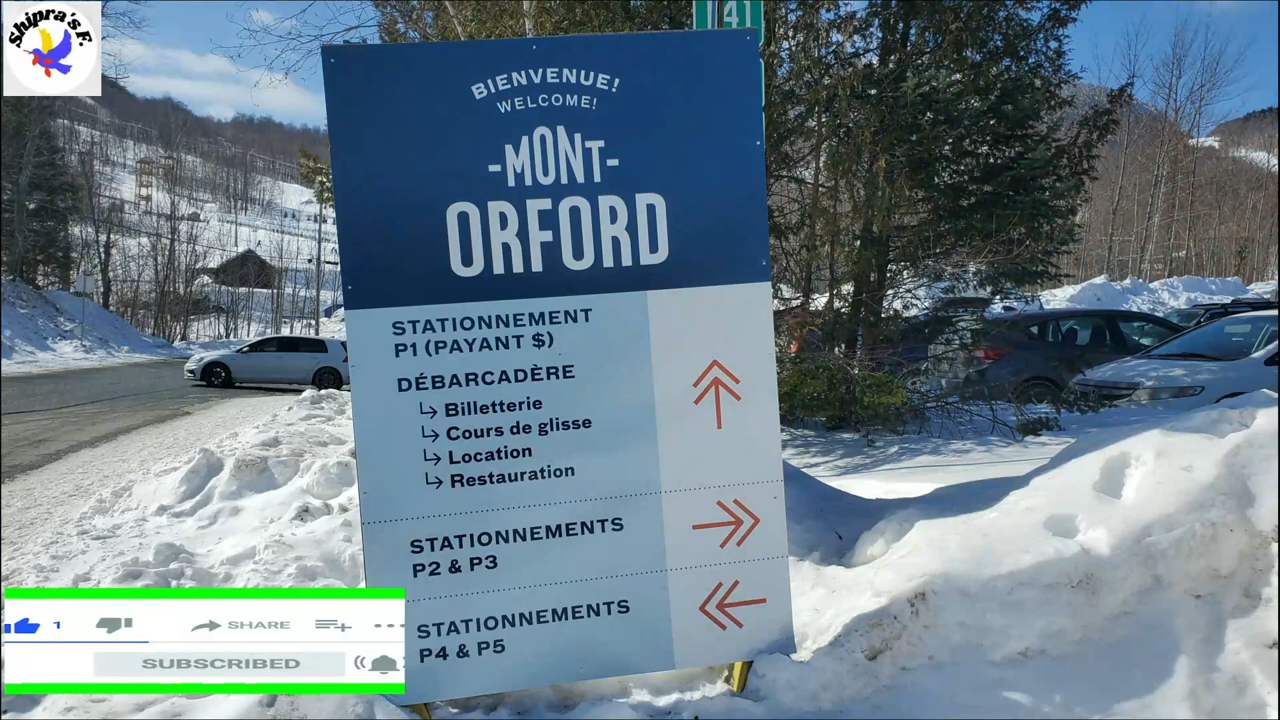 Shipra's F.
141
BIENVENUE!
WELCOME!
-MONT-
ORFORD
STATIONNEMENT
P1 (PAYANT $)
DÉBARCADÈRE
↳ Billetterie
↳ Cours de glisse
↳ Location
↳ Restauration
STATIONNEMENTS
P2 & P3
STATIONNEMENTS
P4 & P5
1
SHARE
SUBSCRIBED